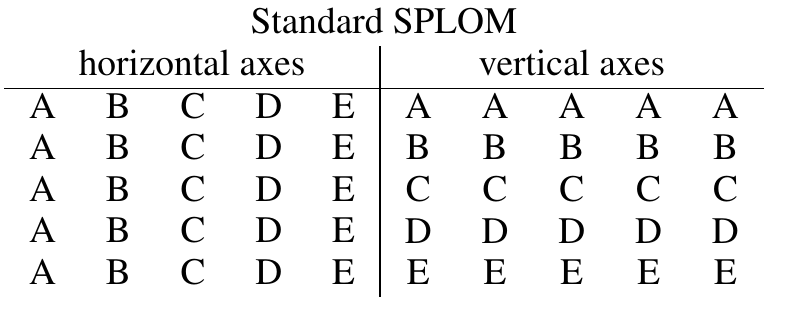 Standard SPLOM
horizontal axes vertical axes
A B C D E A A A A A
A B C D E B B B B B
A B C D E C C C C C
A B C D E D D D D D
A B C D E E E E E E